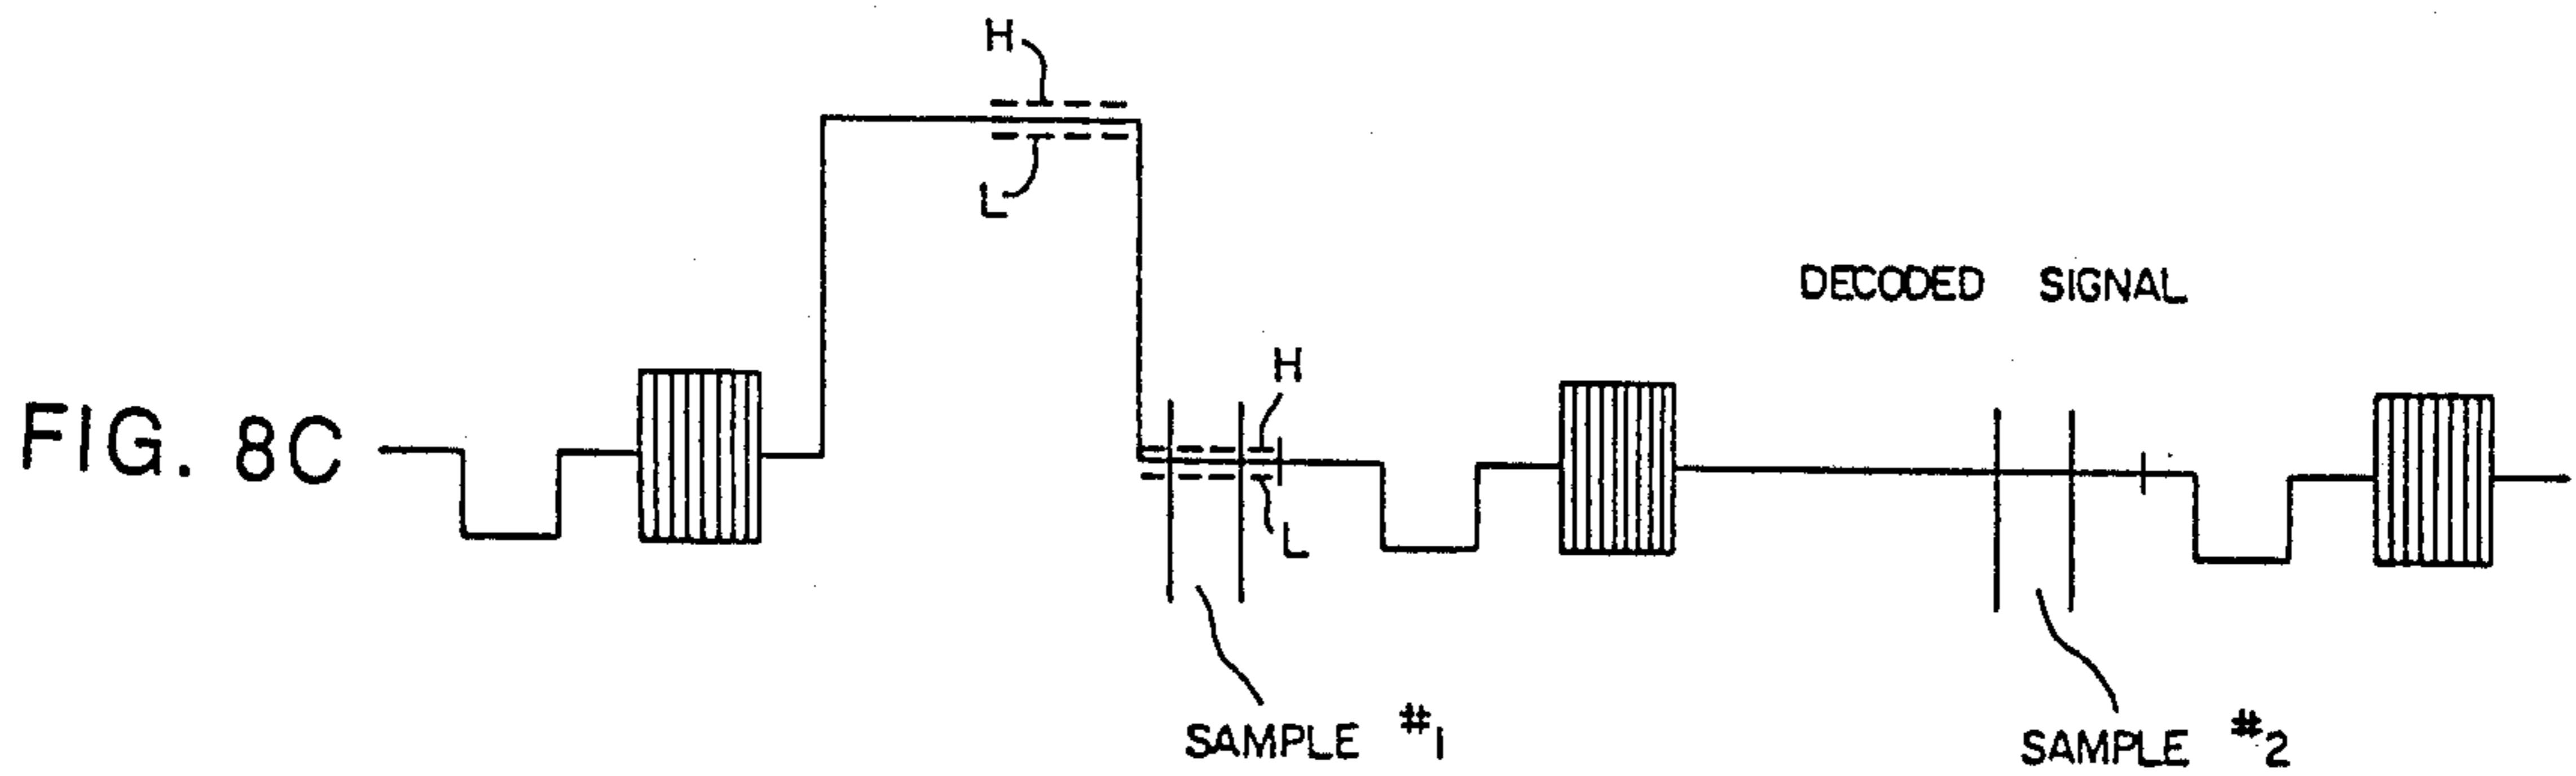 H
L
DECODED SIGNAL
H
FIG. 8C
L
SAMPLE #1
SAMPLE #2